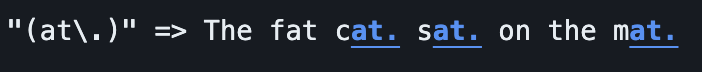 "(at\.)" => The fat cat. sat. on the mat.